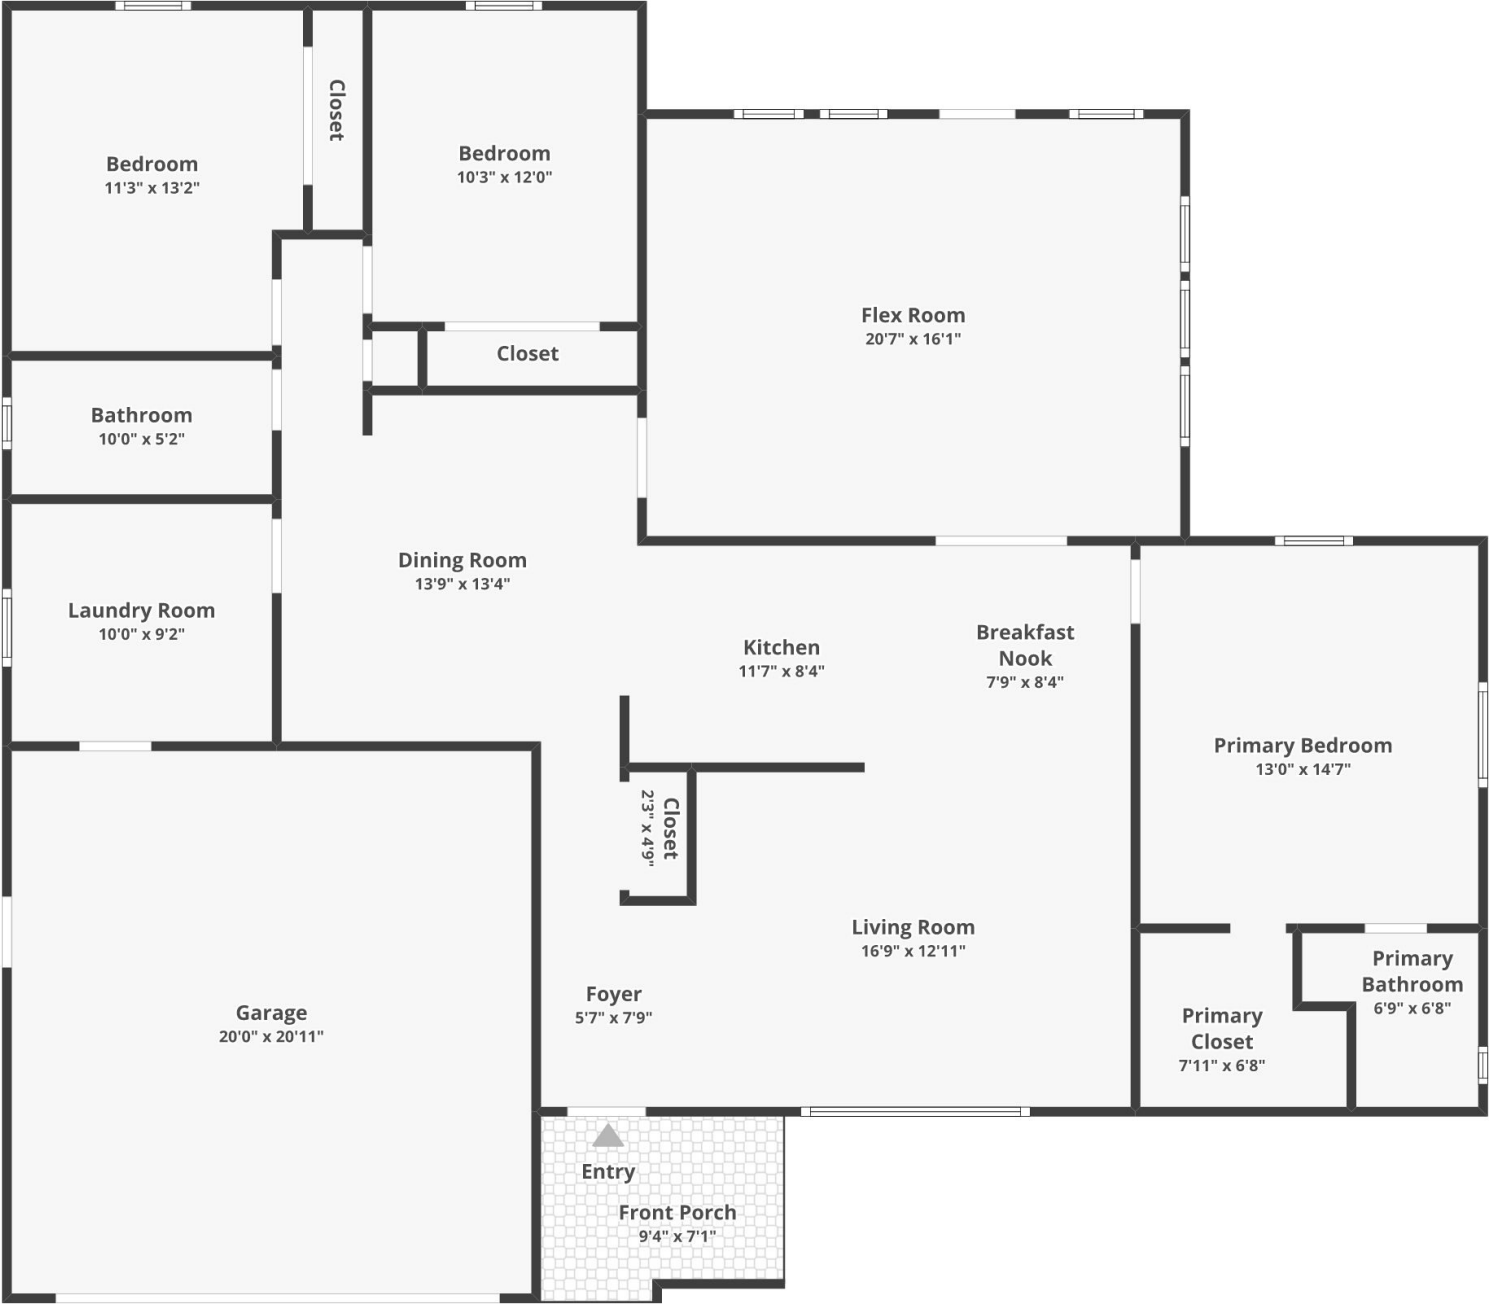 Closet
Bedroom
11'3" x 13'2"
Bedroom
10'3" x 12'0"
Flex Room
20'7" x 16'1"
Closet
Bathroom
10'0" x 5'2"
Dining Room
13'9" x 13'4"
Laundry Room
10'0" x 9'2"
Kitchen
11'7" x 8'4"
Breakfast
Nook
7'9" x 8'4"
Primary Bedroom
13'0" x 14'7"
Closet
2'3" x 4'9"
Living Room
16'9" x 12'11"
Primary
Bathroom
6'9" x 6'8"
Foyer
5'7" x 7'9"
Garage
20'0" x 20'11"
Primary
Closet
7'11" x 6'8"
Entry
Front Porch
9'4" x 7'1"